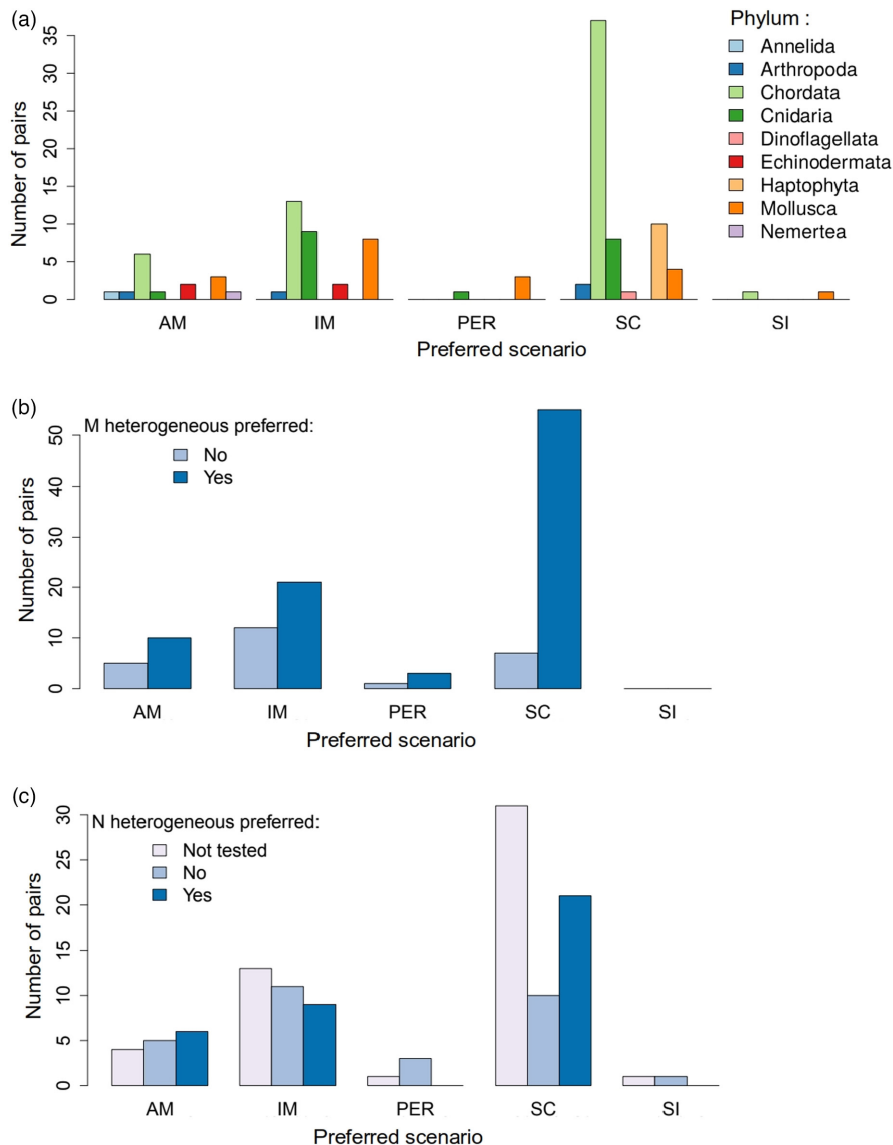 (a)
Number of pairs
35
30
25
20
15
10
5
0
AM IM PER SC SI
Preferred scenario
Phylum :
Annelida
Arthropoda
Chordata
Cnidaria
Dinoflagellata
Echinodermata
Haptophyta
Mollusca
Nemertea
(b)
M heterogeneous preferred:
No
Yes
Number of pairs
50
40
30
20
10
0
AM IM PER SC SI
Preferred scenario
(c)
N heterogeneous preferred:
Not tested
No
Yes
Number of pairs
30
25
20
15
10
5
0
AM IM PER SC SI
Preferred scenario